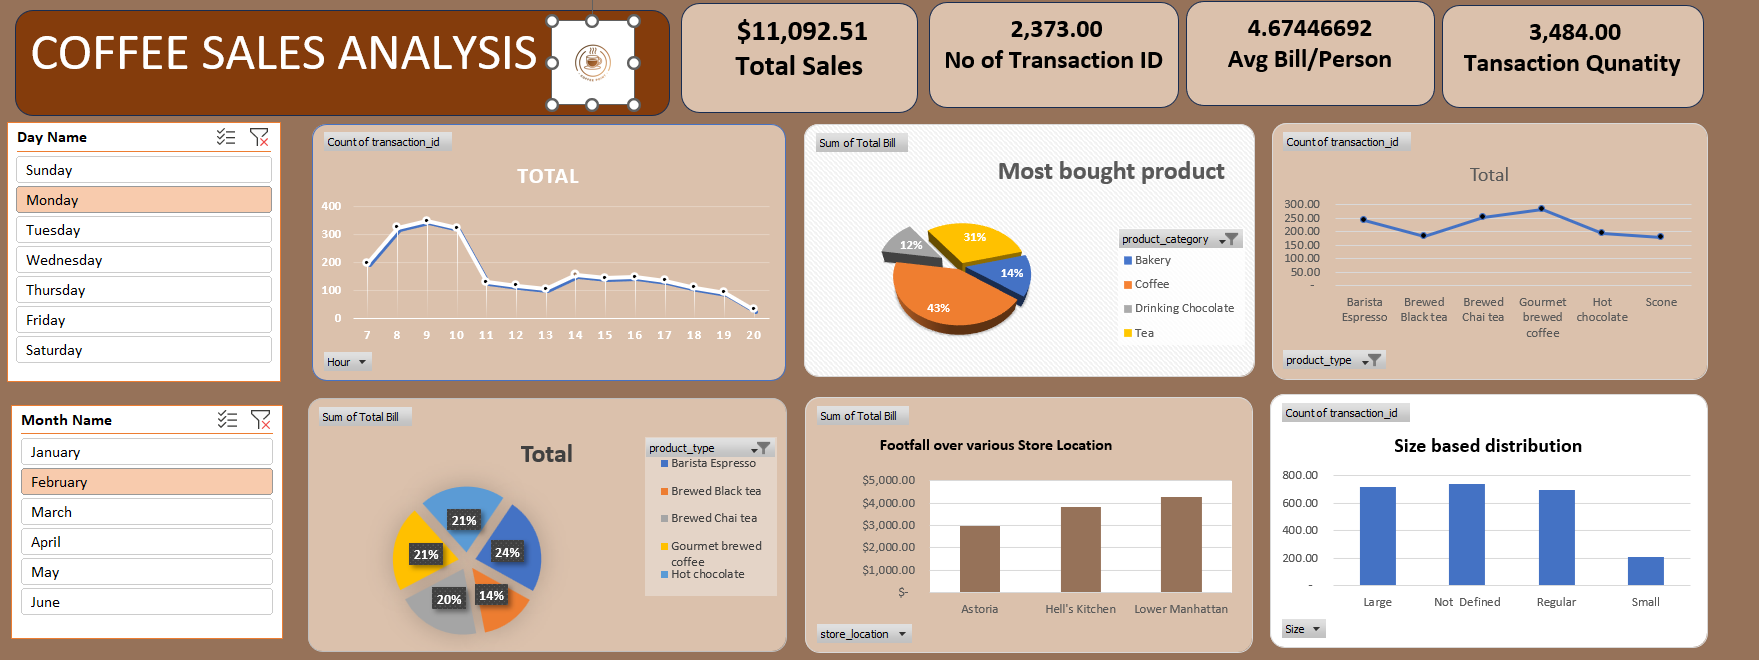 COFFEE SALES ANALYSIS
$11,092.51
Total Sales
2,373.00
No of Transaction ID
4.67446692
Avg Bill/Person
3,484.00
Tansaction Qunatity
Day Name
Sunday
Monday
Tuesday
Wednesday
Thursday
Friday
Saturday
Count of transaction_id
TOTAL
400
300
200
100
0
7 8 9 10 11 12 13 14 15 16 17 18 19 20
Hour
Sum of Total Bill
Most bought product
31%
12%
14%
43%
product_category
Bakery
Coffee
Drinking Chocolate
Tea
Count of transaction_id
Total
300.00
250.00
200.00
150.00
100.00
50.00
-
Barista Espresso
Brewed Black tea
Brewed Chai tea
Gourmet brewed coffee
Hot chocolate
Scone
product_type
Month Name
January
February
March
April
May
June
Sum of Total Bill
Total
21%
24%
21%
20%
14%
product_type
Barista Espresso
Brewed Black tea
Brewed Chai tea
Gourmet brewed
coffee
Hot chocolate
Sum of Total Bill
Footfall over various Store Location
$5,000.00
$4,000.00
$3,000.00
$2,000.00
$1,000.00
$-
Astoria Hell's Kitchen Lower Manhattan
store_location
Count of transaction_id
Size based distribution
800.00
600.00
400.00
200.00
-
Large Not Defined Regular Small
Size